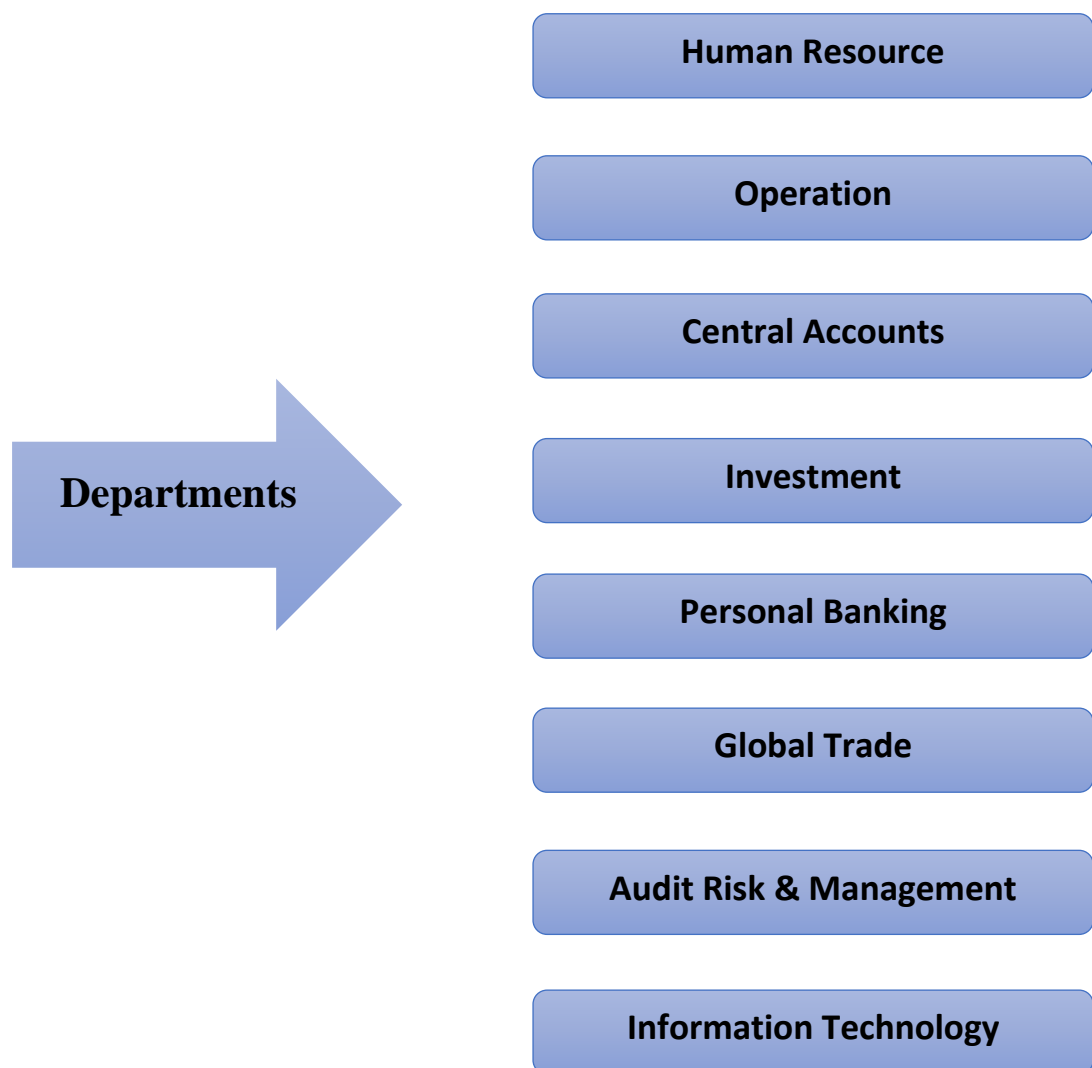 Human Resource
Operation
Central Accounts
Investment
Departments
Personal Banking
Global Trade
Audit Risk & Management
Information Technology